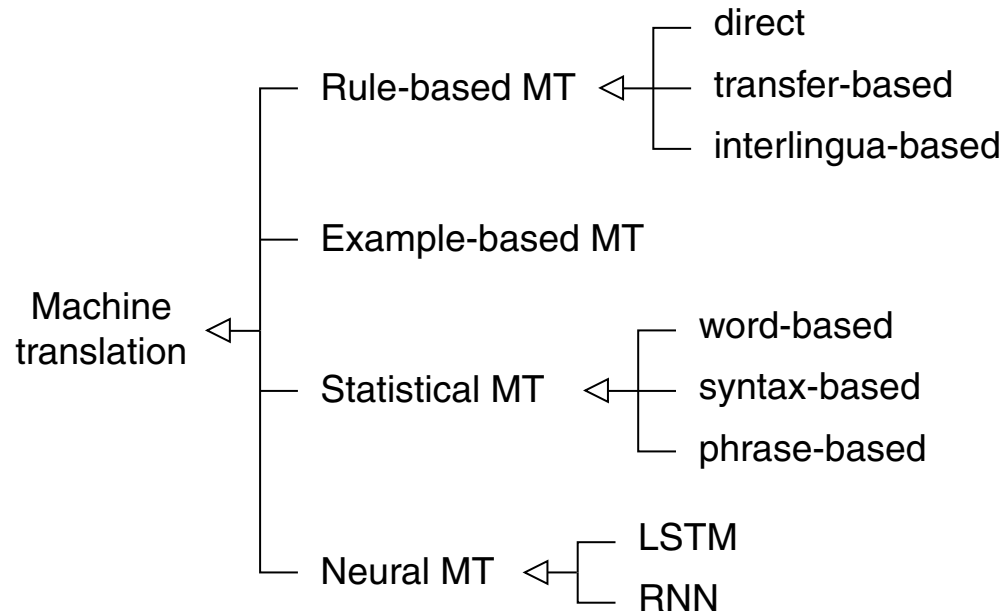 direct
Rule-based MT
transfer-based
interlingua-based
Example-based MT
Machine
translation
word-based
Statistical MT
syntax-based
phrase-based
LSTM
Neural MT
RNN